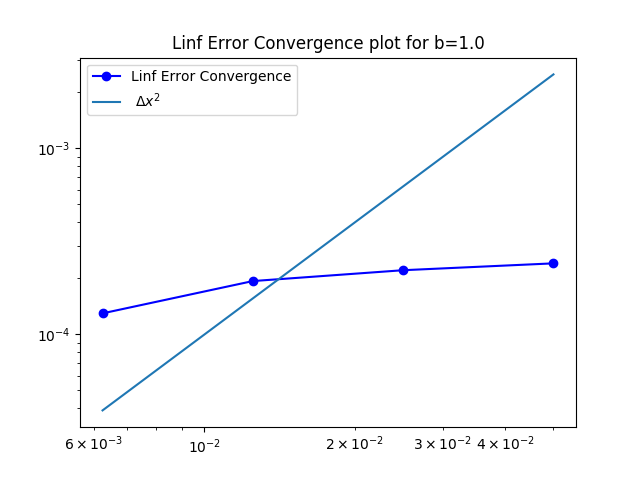 Linf Error Convergence plot for b=1.0
Linf Error Convergence
Δx²
10⁻³
10⁻⁴
6 × 10⁻³
10⁻²
2 × 10⁻²
3 × 10⁻²
4 × 10⁻²